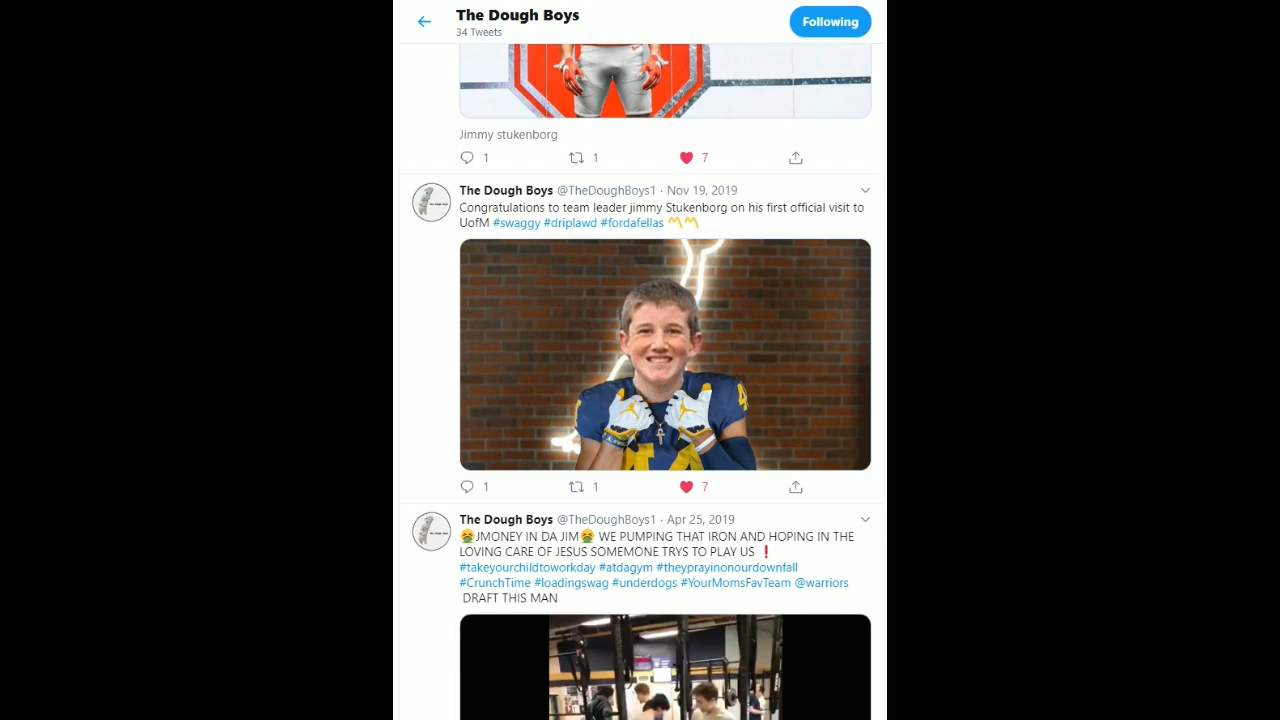 The Dough Boys
34 Tweets
Following
Jimmy stukenborg
1 1 7
The Dough Boys @TheDoughBoys1 · Nov 19, 2019
Congratulations to team leader jimmy Stukenborg on his first official visit to
UofM #swaggy #driplawd #fordafellas 〽️〽️
1 1 7
The Dough Boys @TheDoughBoys1 · Apr 25, 2019
🤮JMONEY IN DA JIM🤮 WE PUMPING THAT IRON AND HOPING IN THE
LOVING CARE OF JESUS SOMEMONE TRYS TO PLAY US ❗
#takeyourchildtoworkday #atdagym #theyprayinonourdownfall
#CrunchTime #loadingswag #underdogs #YourMomsFavTeam @warriors
DRAFT THIS MAN